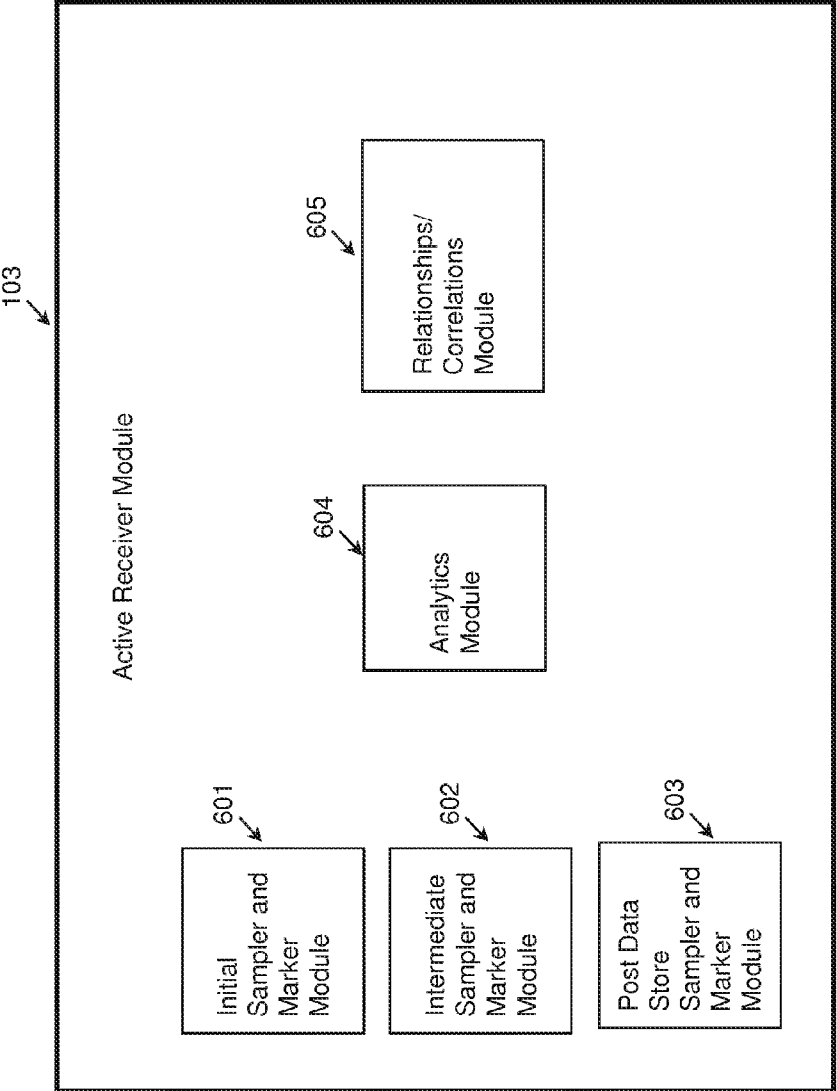 103
Active Receiver Module
601
Initial
Sampler and
Marker
Module
602
Intermediate
Sampler and
Marker
Module
603
Post Data
Store
Sampler and
Marker
Module
604
Analytics
Module
605
Relationships/
Correlations
Module